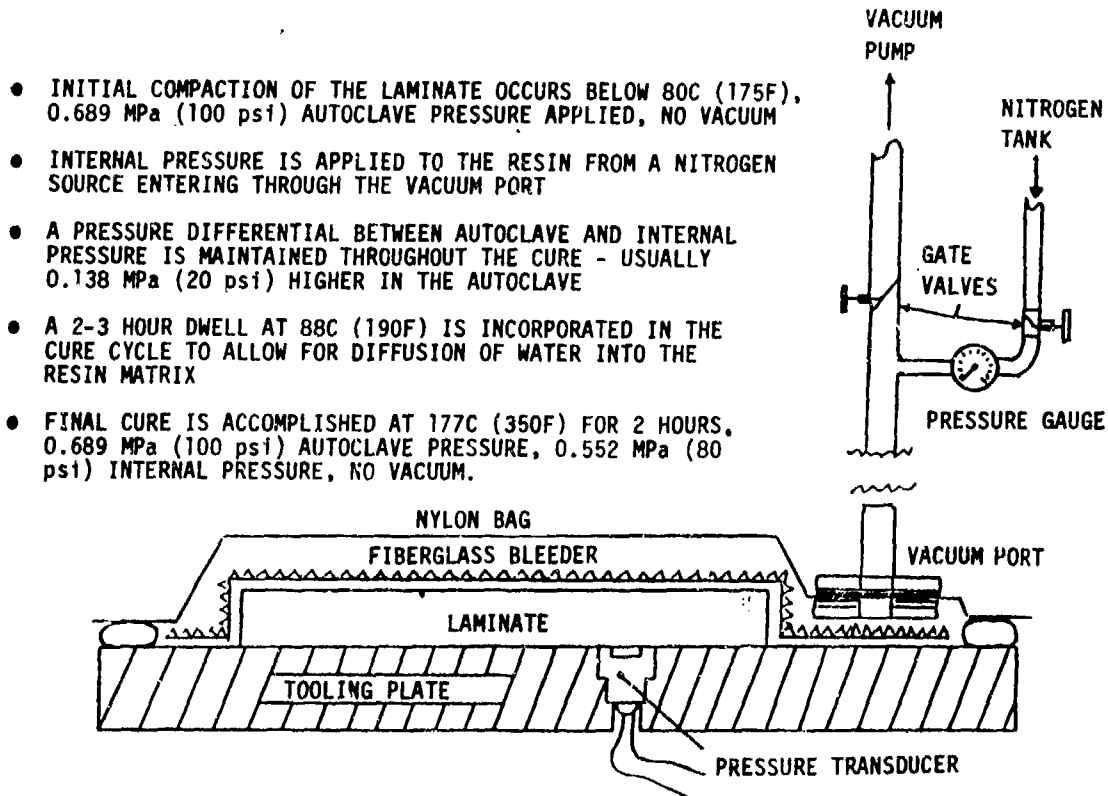 ● INITIAL COMPACTION OF THE LAMINATE OCCURS BELOW 80C (175F),
0.689 MPa (100 psi) AUTOCLAVE PRESSURE APPLIED, NO VACUUM
● INTERNAL PRESSURE IS APPLIED TO THE RESIN FROM A NITROGEN
SOURCE ENTERING THROUGH THE VACUUM PORT
● A PRESSURE DIFFERENTIAL BETWEEN AUTOCLAVE AND INTERNAL
PRESSURE IS MAINTAINED THROUGHOUT THE CURE - USUALLY
0.138 MPa (20 psi) HIGHER IN THE AUTOCLAVE
● A 2-3 HOUR DWELL AT 88C (190F) IS INCORPORATED IN THE
CURE CYCLE TO ALLOW FOR DIFFUSION OF WATER INTO THE
RESIN MATRIX
● FINAL CURE IS ACCOMPLISHED AT 177C (350F) FOR 2 HOURS,
0.689 MPa (100 psi) AUTOCLAVE PRESSURE, 0.552 MPa (80
psi) INTERNAL PRESSURE, NO VACUUM.
VACUUM
PUMP
NITROGEN
TANK
GATE
VALVES
PRESSURE GAUGE
NYLON BAG
FIBERGLASS BLEEDER
VACUUM PORT
LAMINATE
TOOLING PLATE
PRESSURE TRANSDUCER